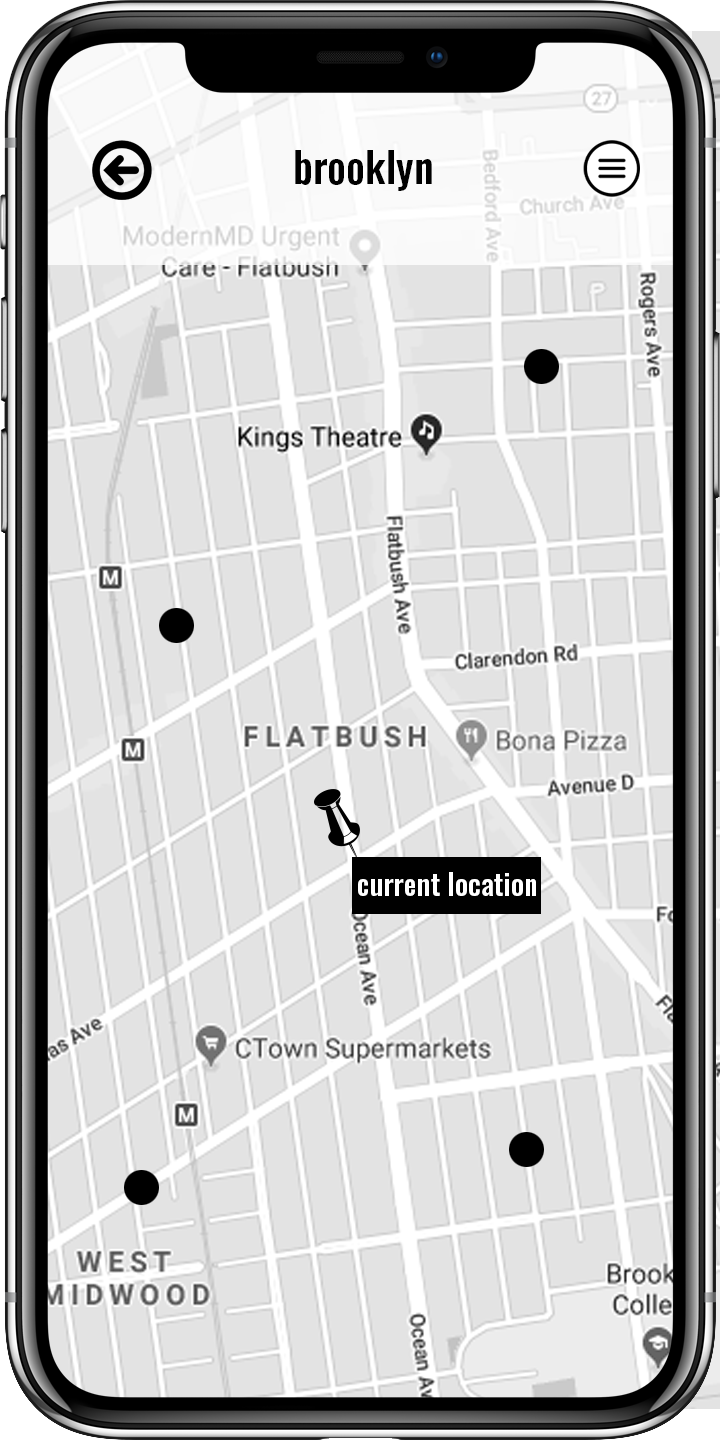 27
brooklyn
Bedford Ave
Church Ave
ModernMD Urgent
Care - Flatbush
Rogers Ave
Kings Theatre
Flatbush Ave
M
Clarendon Rd
FLATBUSH
M
Bona Pizza
Avenue D
current location
Fo
Ocean Ave
Fla
as Ave
CTown Supermarkets
M
WEST
MIDWOOD
Brook
Colle
Ocean Av